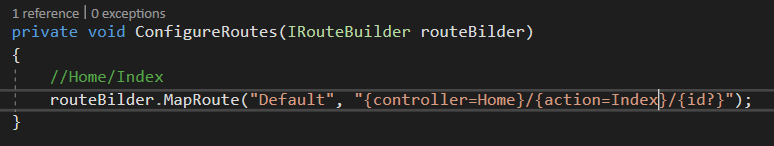 1 reference | 0 exceptions
private void ConfigureRoutes(IRouteBuilder routeBilder)
{
//Home/Index
routeBilder.MapRoute("Default", "{controller=Home}/{action=Index}/{id?}");
}